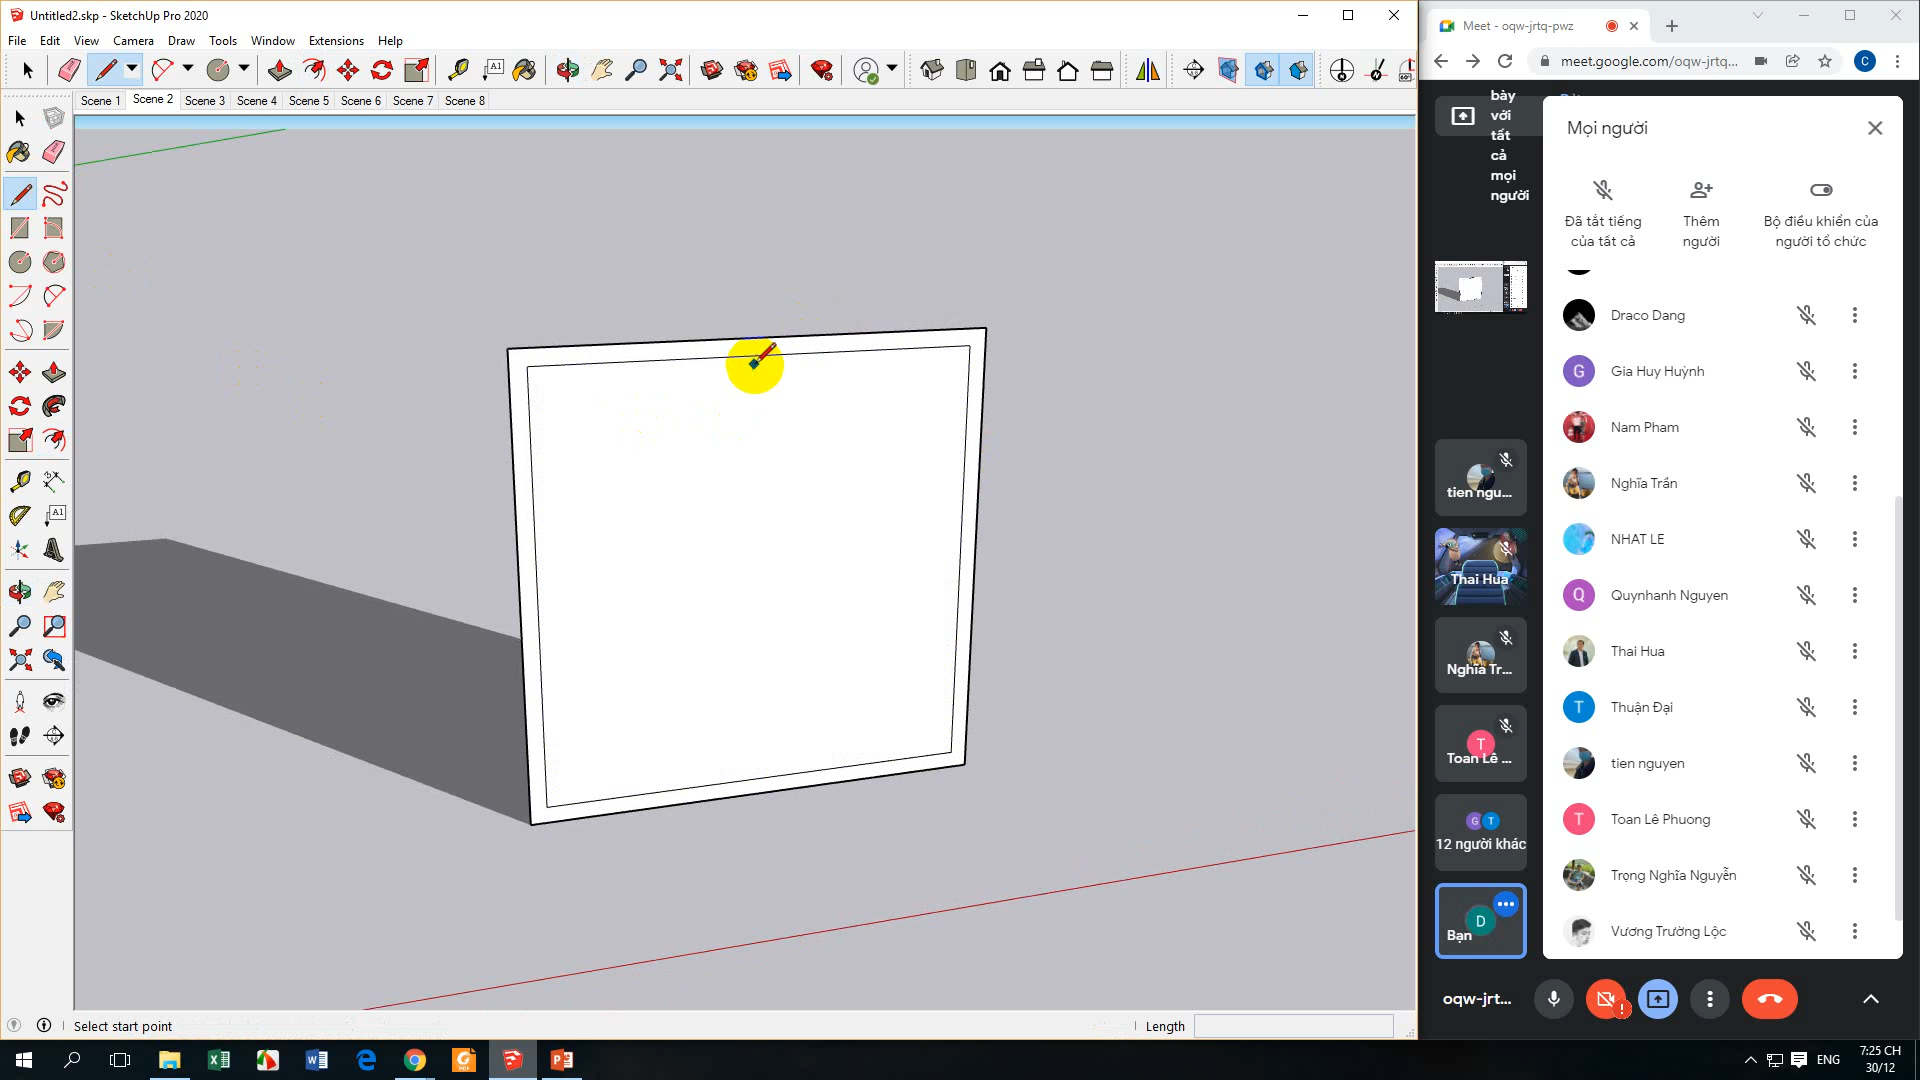 Untitled2.skp - SketchUp Pro 2020
File Edit View Camera Draw Tools Window Extensions Help
Scene 1 Scene 2 Scene 3 Scene 4 Scene 5 Scene 6 Scene 7 Scene 8
Select start point
Length
Meet - oqw-jrtq-pwz
meet.google.com/oqw-jrtq...
C
bày
với
tất
cả
mọi
người
tien ngu...
Thai Hua
Nghĩa Tr...
T
Toan Lê ...
G T
12 người khác
D
Bạn
Mọi người
Đã tắt tiếng
của tất cả
Thêm
người
Bộ điều khiển của
người tổ chức
Draco Dang
G Gia Huy Huỳnh
Nam Pham
Nghĩa Trần
NHAT LE
Q Quynhanh Nguyen
Thai Hua
T Thuận Đại
tien nguyen
T Toan Lê Phuong
Trọng Nghĩa Nguyễn
Vương Trường Lộc
oqw-jrt...
ENG
7:25 CH
30/12